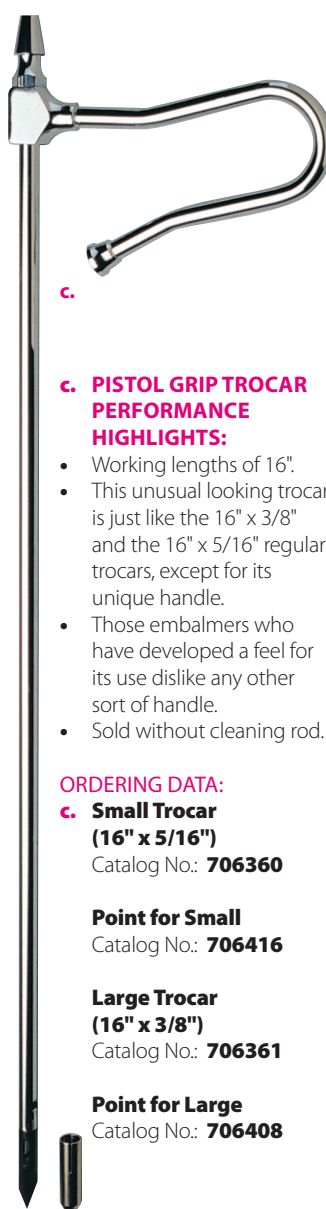 c.
c. PISTOL GRIP TROCAR
PERFORMANCE
HIGHLIGHTS:
• Working lengths of 16".
• This unusual looking trocar
is just like the 16" x 3/8"
and the 16" x 5/16" regular
trocars, except for its
unique handle.
• Those embalmers who
have developed a feel for
its use dislike any other
sort of handle.
• Sold without cleaning rod.
ORDERING DATA:
c. Small Trocar
(16" x 5/16")
Catalog No.: 706360
Point for Small
Catalog No.: 706416
Large Trocar
(16" x 3/8")
Catalog No.: 706361
Point for Large
Catalog No.: 706408